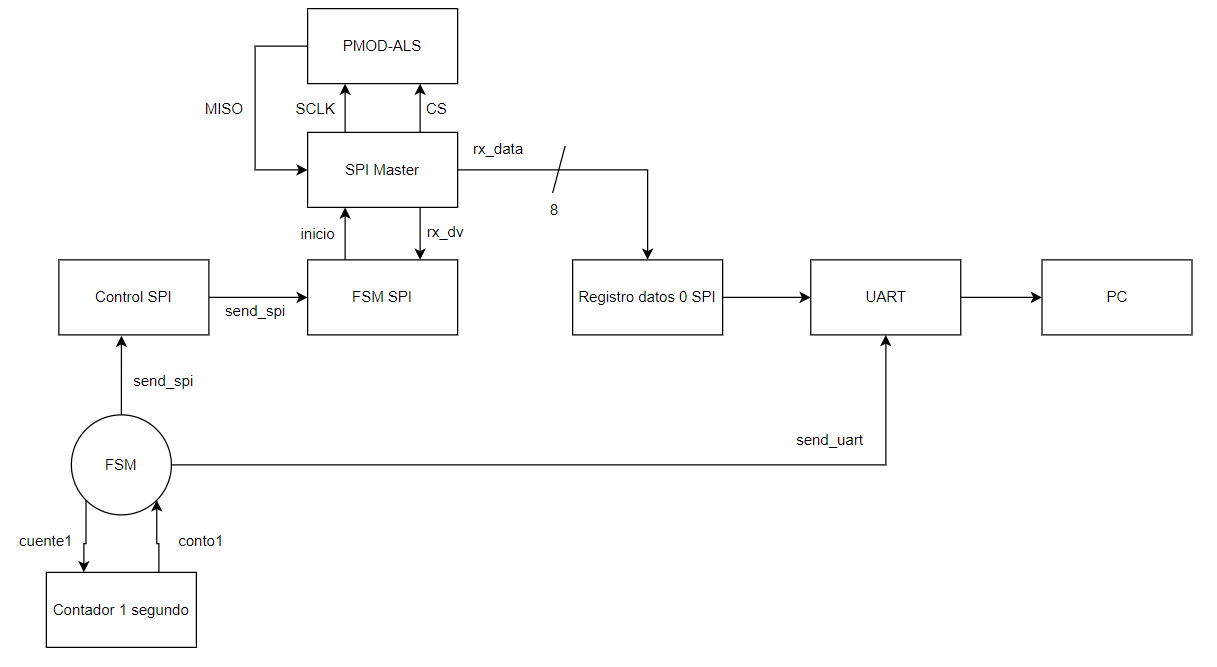 PMOD-ALS
MISO
SCLK
CS
SPI Master
rx_data
8
inicio
rx_dv
Control SPI
send_spi
FSM SPI
Registro datos 0 SPI
UART
PC
send_spi
FSM
send_uart
cuente1
conto1
Contador 1 segundo